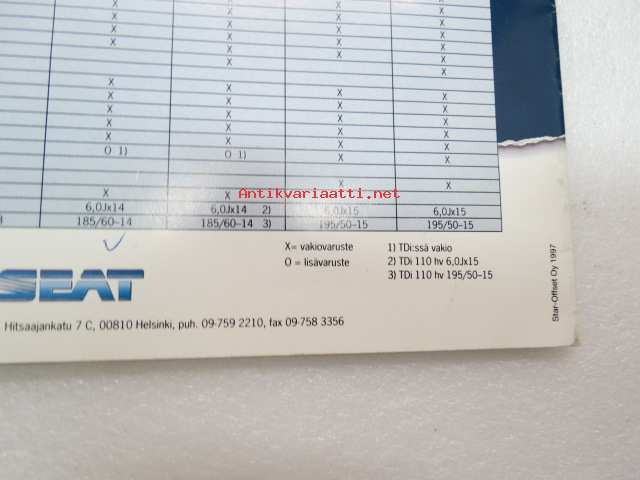 X X X X
X X X X
X X X X
X X X X
X X X
X X
X
X
X X X X
X X X X
X X X X
X X X X
X X X X
O 1) O 1) X X
X X
X X
X X X X
Antikvariaatti.net
6,0Jx14 6,0Jx14 2) 6,0Jx15 6,0Jx15
185/60–14 185/60–14 3) 195/50–15 195/50–15
X= vakiovaruste 1) TDi:ssä vakio
O = lisävaruste 2) TDi 110 hv 6,0Jx15
3) TDi 110 hv 195/50–15
SEAT
Hitsaajankatu 7 C, 00810 Helsinki, puh. 09-759 2210, fax 09-758 3356
Star-Offset Oy 1997